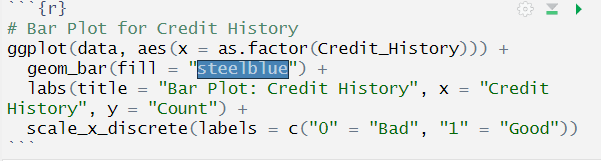 ```{r}
# Bar Plot for Credit History
ggplot(data, aes(x = as.factor(Credit_History))) +
  geom_bar(fill = "steelblue") +
  labs(title = "Bar Plot: Credit History", x = "Credit
History", y = "Count") +
  scale_x_discrete(labels = c("0" = "Bad", "1" = "Good"))
```